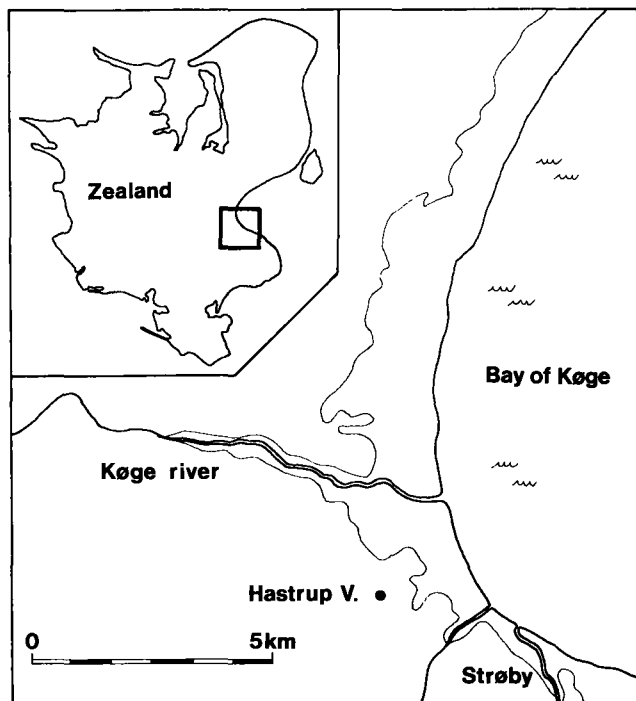 Zealand
Bay of Køge
Køge river
Hastrup V.
0 5km
Strøby